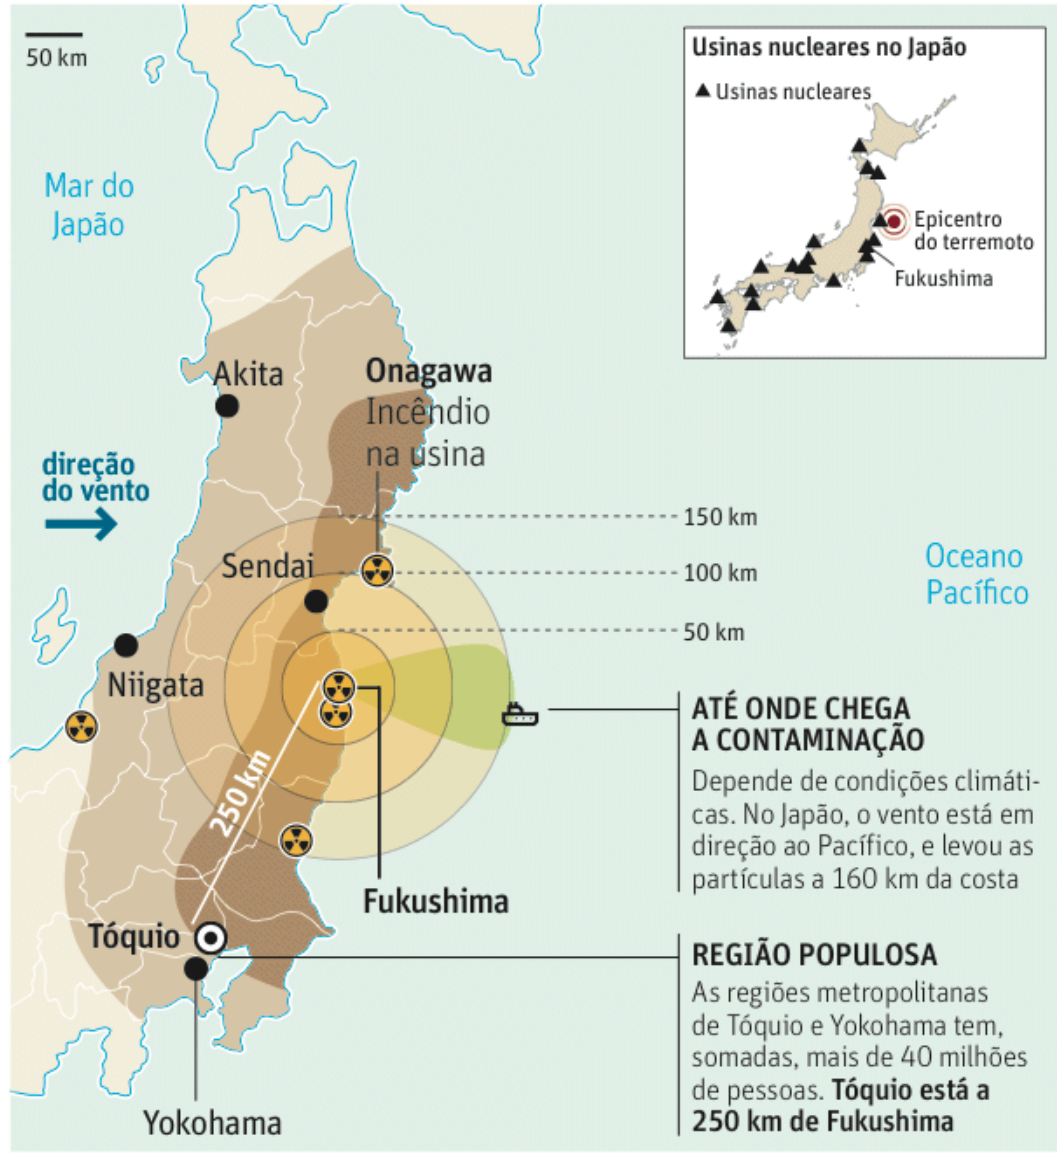 50 km
Usinas nucleares no Japão
Usinas nucleares
Epicentro
do terremoto
Fukushima
Mar do
Japão
Akita
Onagawa
Incêndio
na usina
direção
do vento
150 km
Sendai
100 km
Oceano
Pacífico
50 km
Niigata
250 km
ATÉ ONDE CHEGA
A CONTAMINAÇÃO
Depende de condições climáti-
cas. No Japão, o vento está em
direção ao Pacífico, e levou as
partículas a 160 km da costa
Fukushima
Tóquio
REGIÃO POPULOSA
As regiões metropolitanas
de Tóquio e Yokohama tem,
somadas, mais de 40 milhões
de pessoas. Tóquio está a
250 km de Fukushima
Yokohama